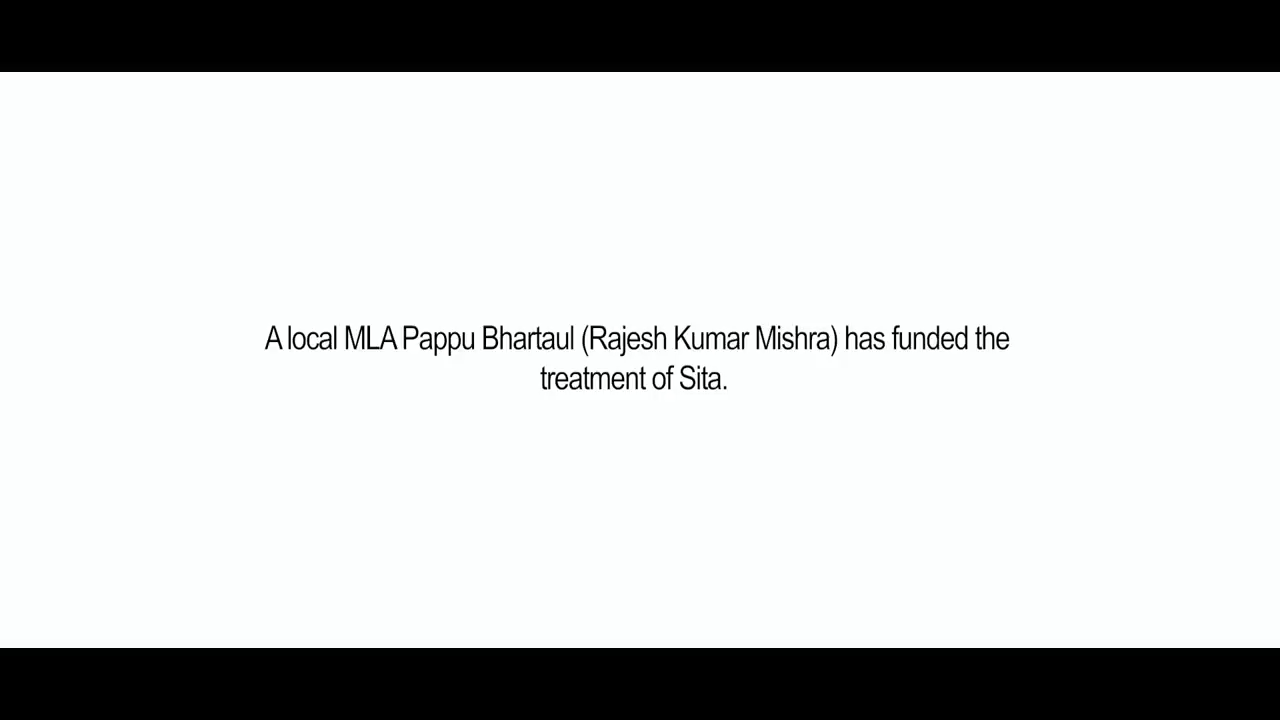 A local MLA Pappu Bhartaul (Rajesh Kumar Mishra) has funded the
treatment of Sita.